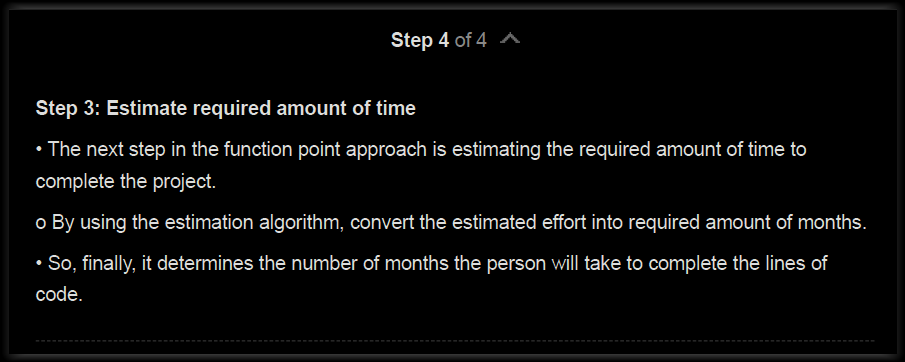 Step 4 of 4
Step 3: Estimate required amount of time
• The next step in the function point approach is estimating the required amount of time to
complete the project.
o By using the estimation algorithm, convert the estimated effort into required amount of months.
• So, finally, it determines the number of months the person will take to complete the lines of
code.